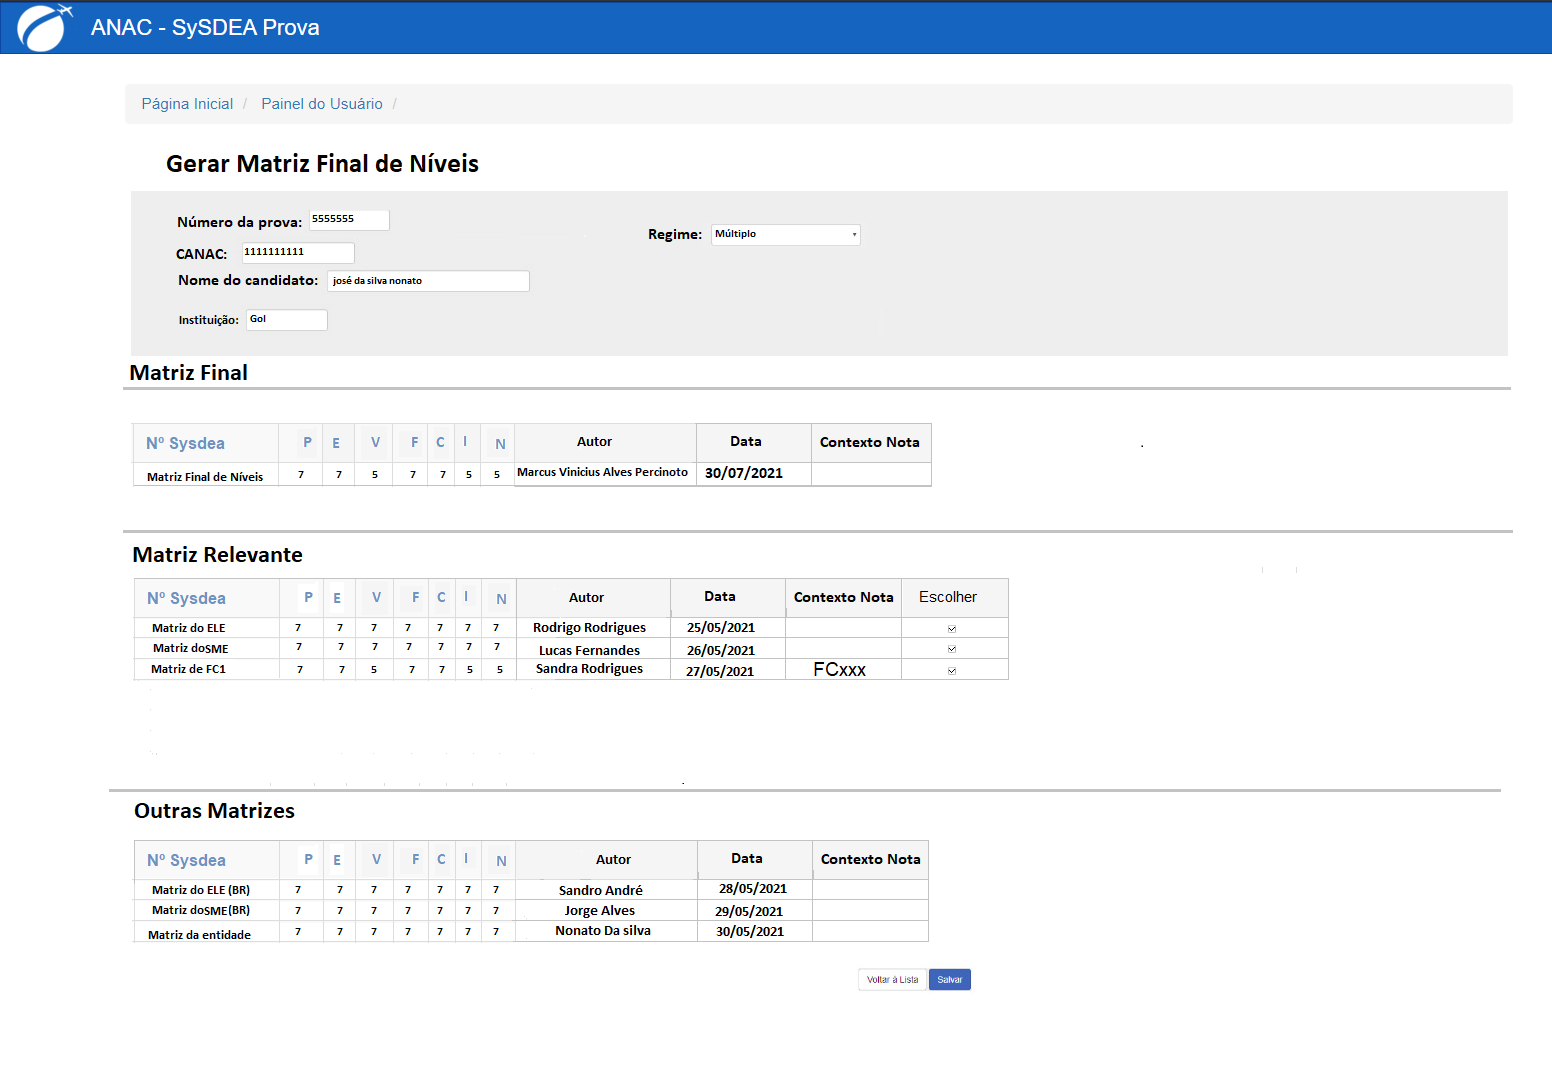 ANAC - SySDEA Prova
Página Inicial / Painel do Usuário /
Gerar Matriz Final de Níveis
Número da prova: 5555555
Regime: Múltiplo
CANAC: 1111111111
Nome do candidato: josé da silva nonato
Instituição: Gol
Matriz Final
Nº Sysdea P E V F C I N Autor Data Contexto Nota
Matriz Final de Níveis 7 7 5 7 7 5 5 Marcus Vinicius Alves Percinoto 30/07/2021
Matriz Relevante
Nº Sysdea P E V F C I N Autor Data Contexto Nota Escolher
Matriz do ELE 7 7 7 7 7 7 7 Rodrigo Rodrigues 25/05/2021
Matriz doSME 7 7 7 7 7 7 7 Lucas Fernandes 26/05/2021
Matriz de FC1 7 7 5 7 7 5 5 Sandra Rodrigues 27/05/2021 FCxxx
Outras Matrizes
Nº Sysdea P E V F C I N Autor Data Contexto Nota
Matriz do ELE (BR) 7 7 7 7 7 7 7 Sandro André 28/05/2021
Matriz doSME(BR) 7 7 7 7 7 7 7 Jorge Alves 29/05/2021
Matriz da entidade 7 7 7 7 7 7 7 Nonato Da silva 30/05/2021
Voltar à Lista Salvar